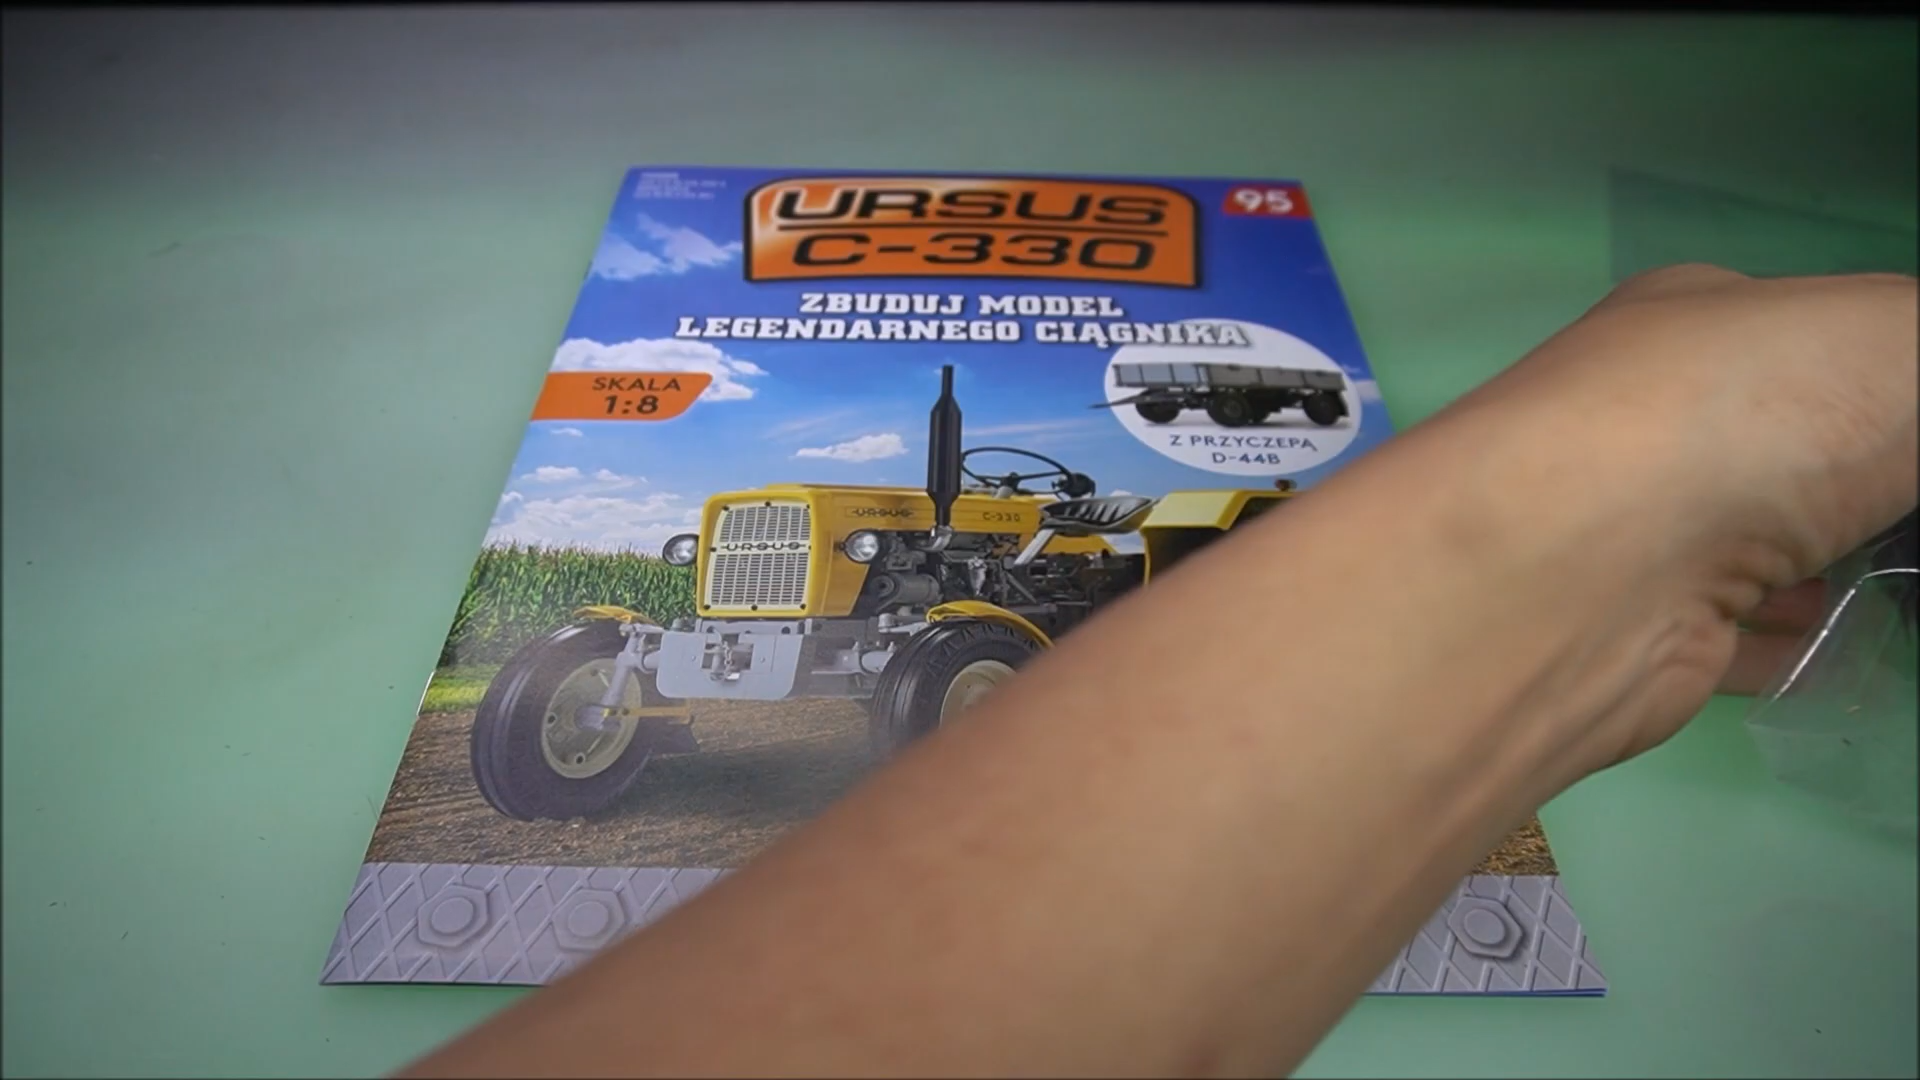 URSUS
C-330
95
ZBUDUJ MODEL
LEGENDARNEGO CIĄGNIKA
SKALA
1:8
Z PRZYCZEPĄ
D-44B
URSUS
C-330
URSUS